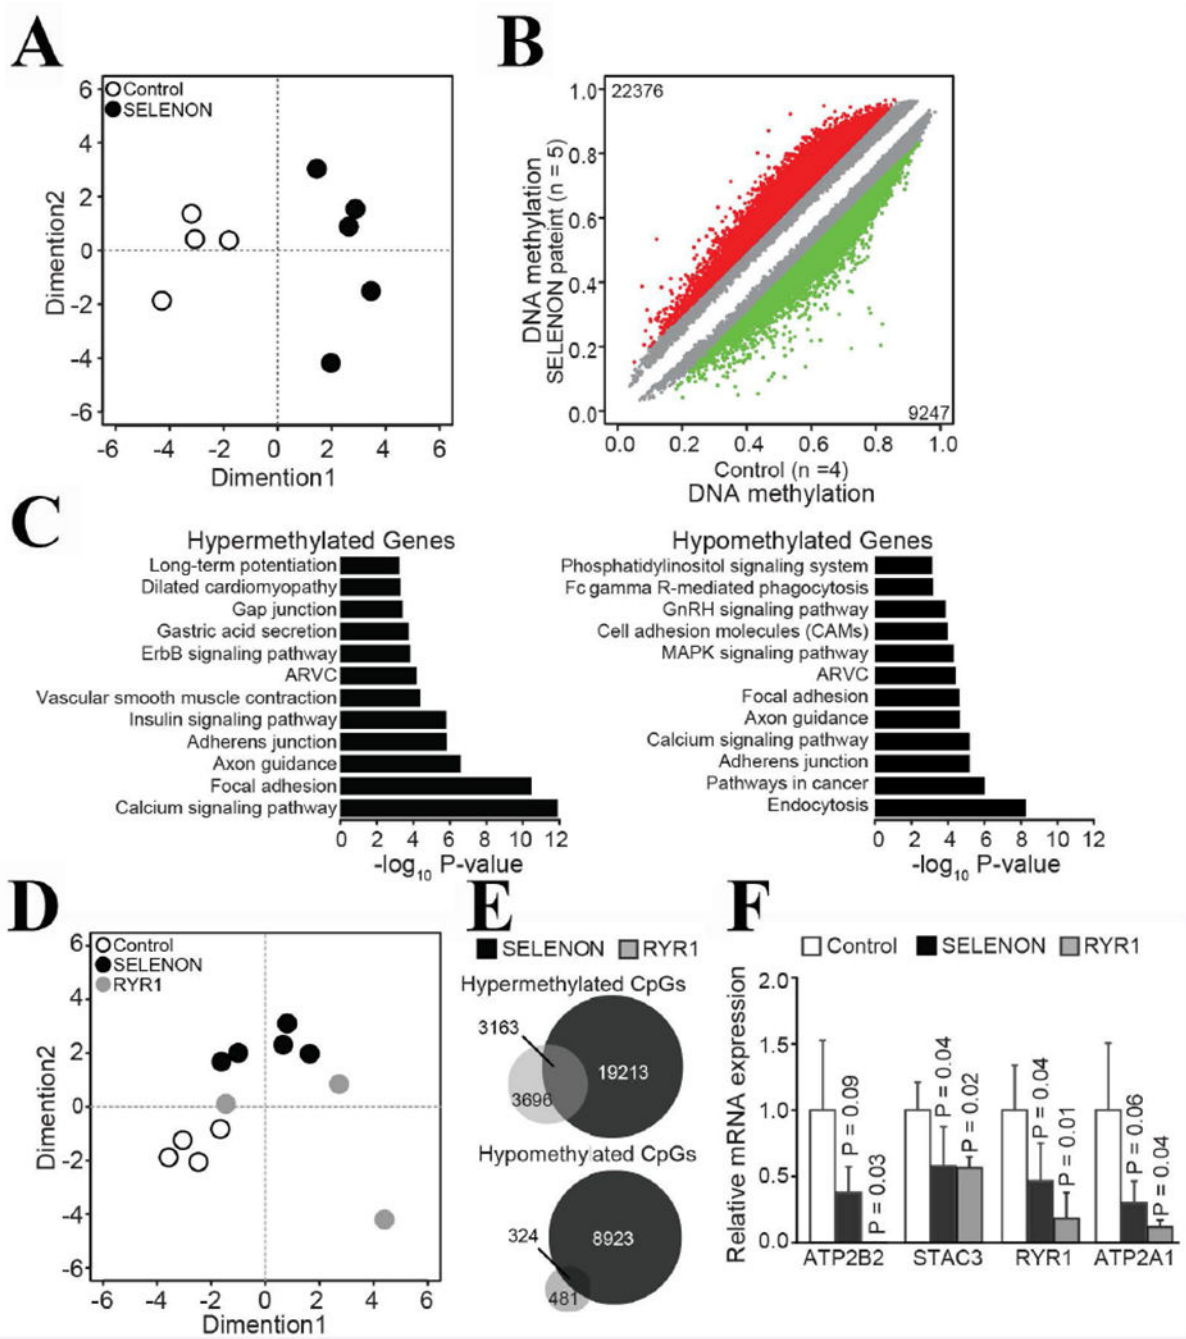 A
Control
SELENON
6
4
2
0
-2
-4
-6
Dimention2
-6 -4 -2 0 2 4 6
Dimention1
B
22376
9247
1.0
0.8
0.6
0.4
0.2
0.0
DNA methylation
SELENON pateint (n = 5)
0.0 0.2 0.4 0.6 0.8 1.0
Control (n =4)
DNA methylation
C
Hypermethylated Genes
Long-term potentiation
Dilated cardiomyopathy
Gap junction
Gastric acid secretion
ErbB signaling pathway
ARVC
Vascular smooth muscle contraction
Insulin signaling pathway
Adherens junction
Axon guidance
Focal adhesion
Calcium signaling pathway
0 2 4 6 8 10 12
-log10 P-value
Hypomethylated Genes
Phosphatidylinositol signaling system
Fc gamma R-mediated phagocytosis
GnRH signaling pathway
Cell adhesion molecules (CAMs)
MAPK signaling pathway
ARVC
Focal adhesion
Axon guidance
Calcium signaling pathway
Adherens junction
Pathways in cancer
Endocytosis
0 2 4 6 8 10 12
-log10 P-value
D
Control
SELENON
RYR1
6
4
2
0
-2
-4
-6
Dimention2
-6 -4 -2 0 2 4 6
Dimention1
E
SELENON RYR1
Hypermethylated CpGs
3163
19213
3696
Hypomethylated CpGs
324
8923
481
F
Control SELENON RYR1
2.0
1.5
1.0
0.5
0.0
Relative mRNA expression
P = 0.09
P = 0.03
P = 0.04
P = 0.02
P = 0.04
P = 0.01
P = 0.06
P = 0.04
ATP2B2 STAC3 RYR1 ATP2A1